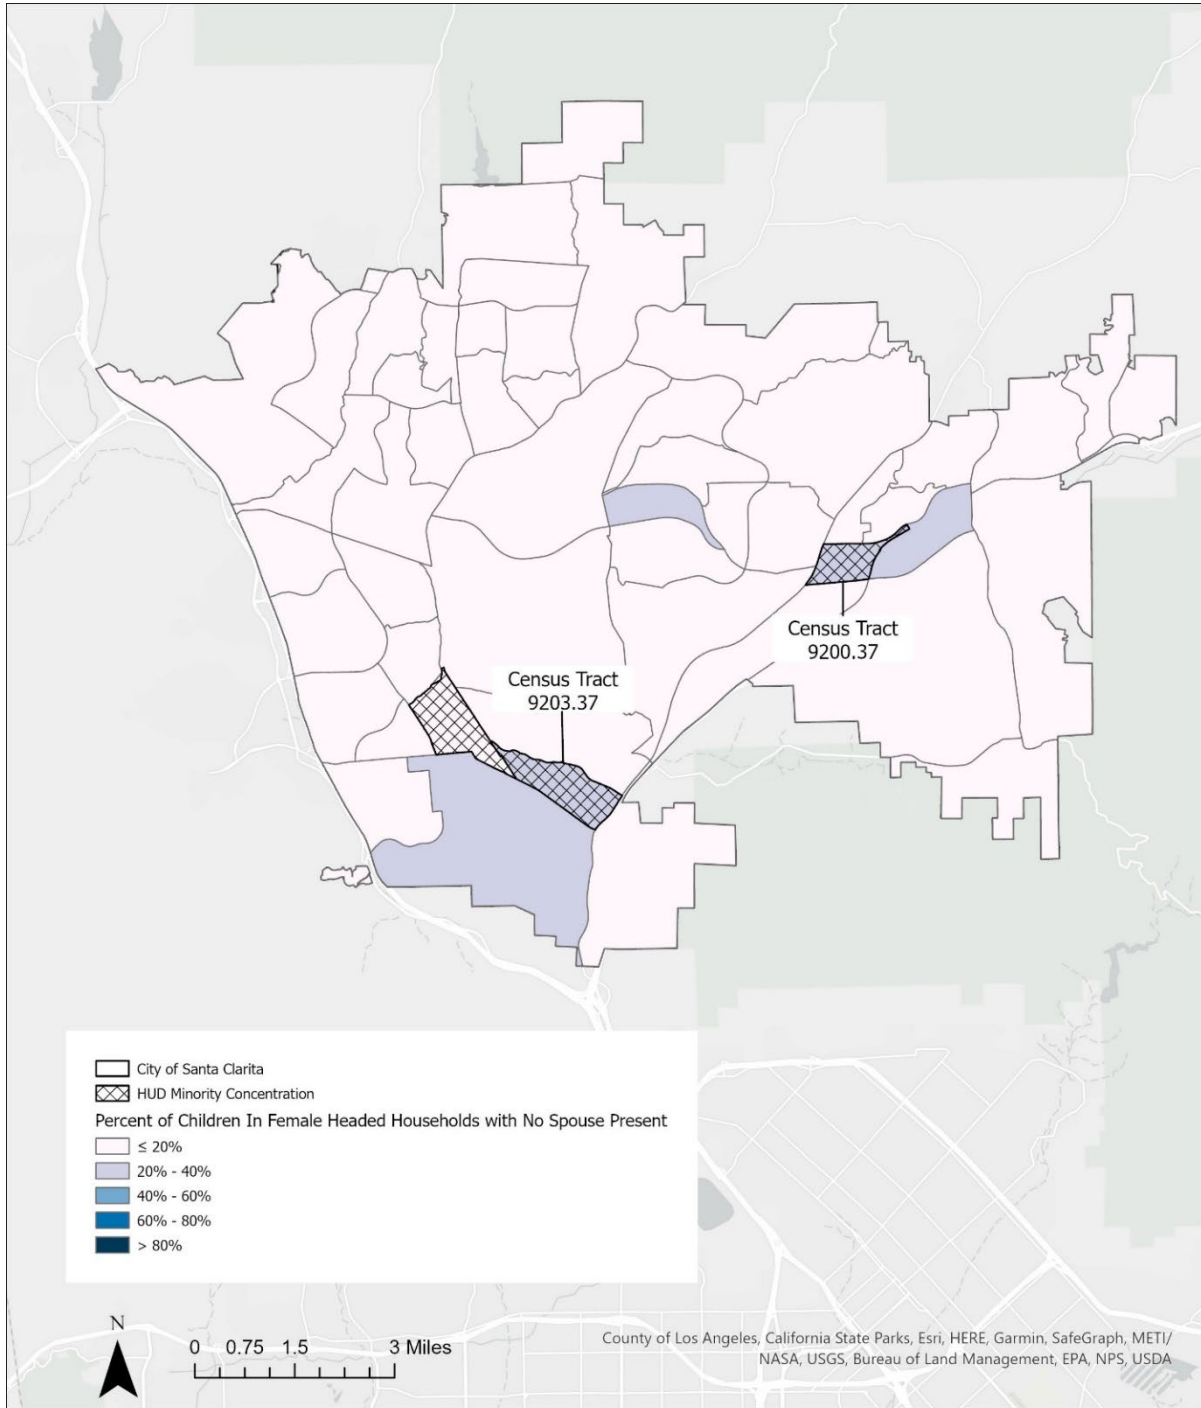 Census Tract
9200.37
Census Tract
9203.37
City of Santa Clarita
HUD Minority Concentration
Percent of Children In Female Headed Households with No Spouse Present
≤ 20%
20% - 40%
40% - 60%
60% - 80%
> 80%
N
0 0.75 1.5 3 Miles
County of Los Angeles, California State Parks, Esri, HERE, Garmin, SafeGraph, METI/
NASA, USGS, Bureau of Land Management, EPA, NPS, USDA